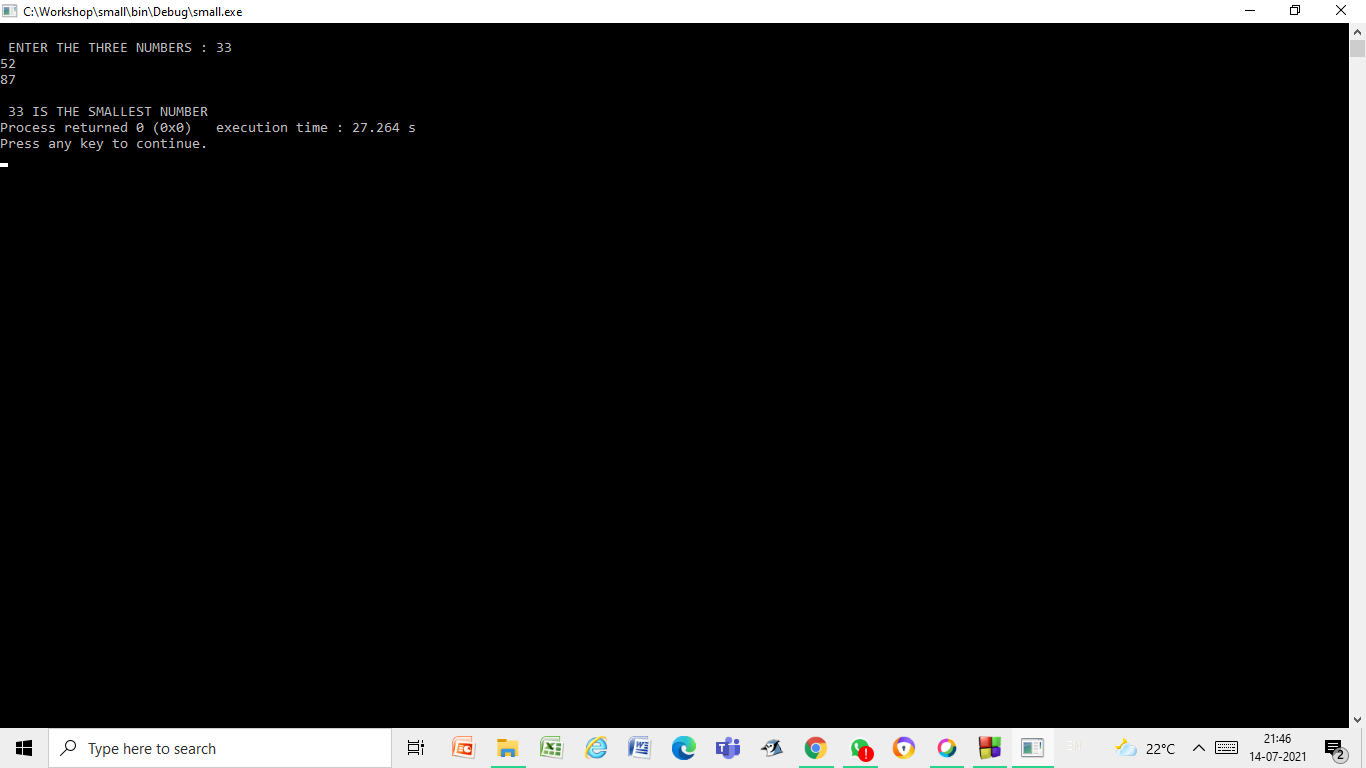 C:\Workshop\small\bin\Debug\small.exe
ENTER THE THREE NUMBERS : 33
52
87
33 IS THE SMALLEST NUMBER
Process returned 0 (0x0)   execution time : 27.264 s
Press any key to continue.
Type here to search
22°C
21:46
14-07-2021
2